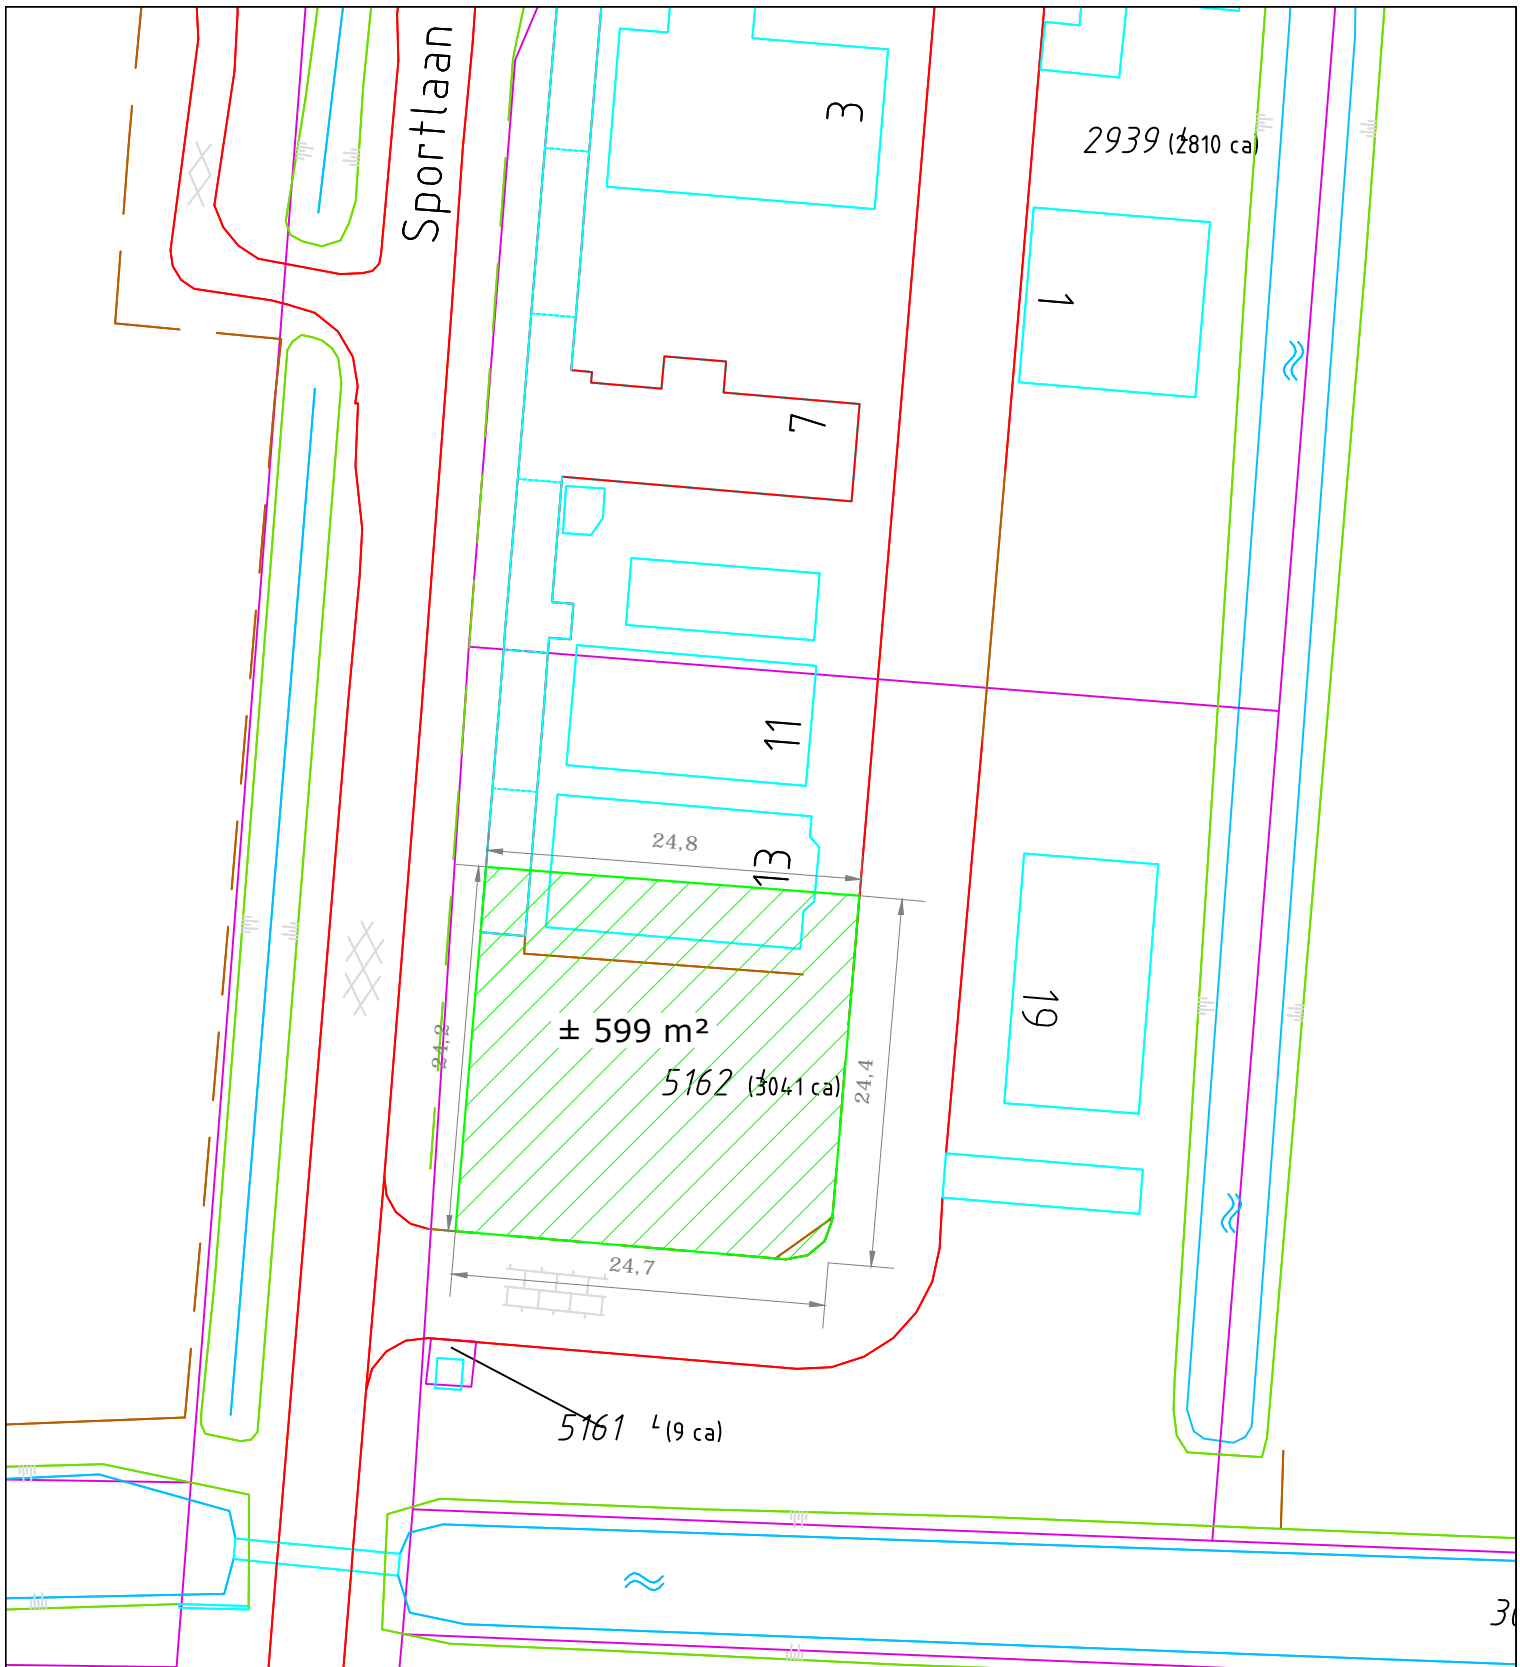 Sportlaan
3
2939 (2810 ca)
1
7
11
24,8
13
19
± 599 m²
24,2
5162 (3041 ca)
24,4
24,7
5161 (9 ca)